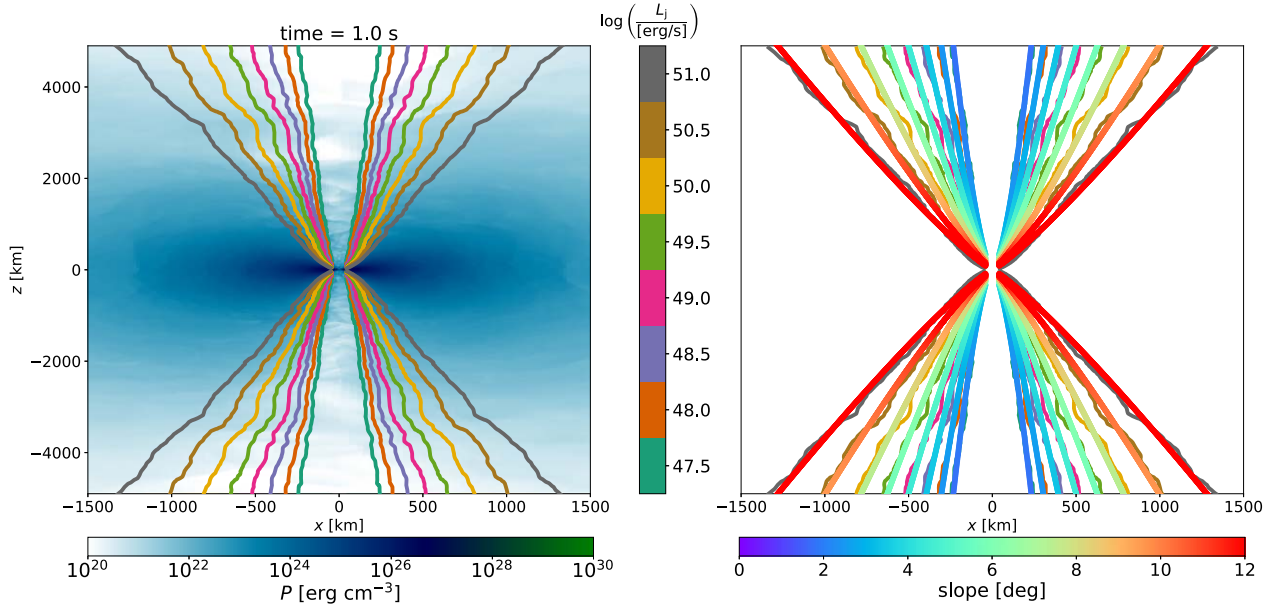 time = 1.0 s
log(L_j/[erg/s])
4000
2000
0
−2000
−4000
z [km]
−1500 −1000 −500 0 500 1000 1500
x [km]
51.0
50.5
50.0
49.5
49.0
48.5
48.0
47.5
−1500 −1000 −500 0 500 1000 1500
x [km]
10^20 10^22 10^24 10^26 10^28 10^30
P [erg cm^−3]
0 2 4 6 8 10 12
slope [deg]